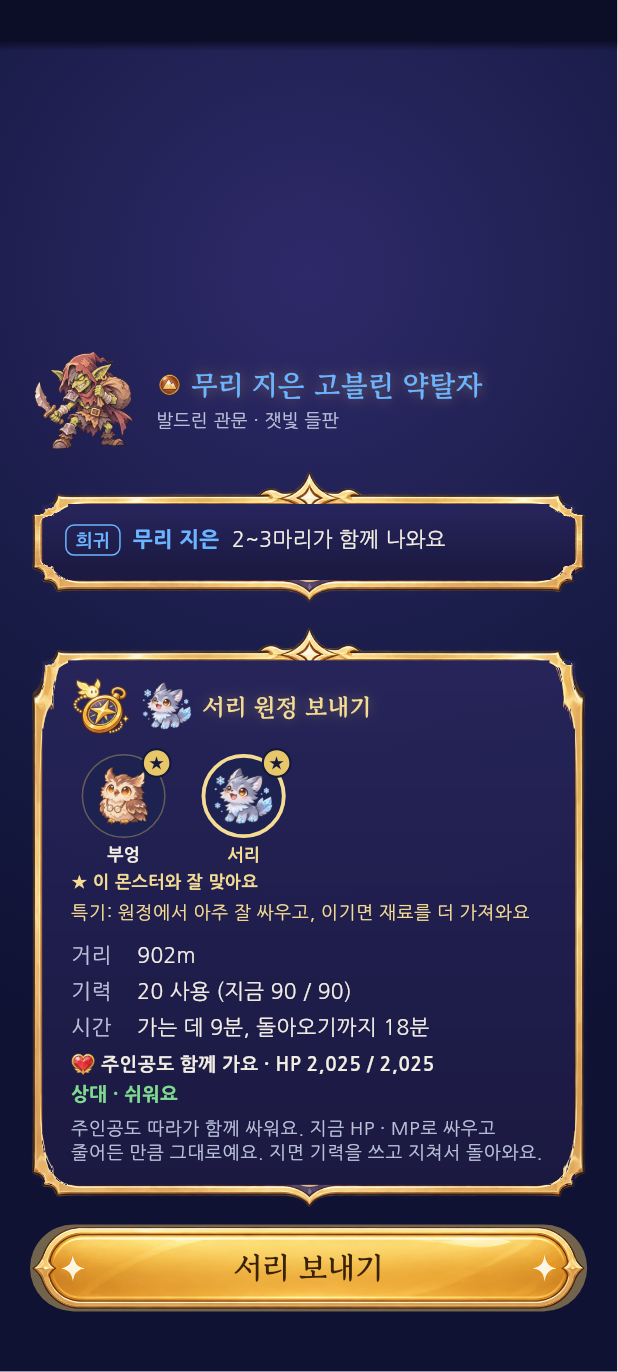 무리 지은 고블린 약탈자
발드린 관문 · 잿빛 들판
희귀 무리 지은 2~3마리가 함께 나와요
서리 원정 보내기
부엉 서리
★ 이 몬스터와 잘 맞아요
특기: 원정에서 아주 잘 싸우고, 이기면 재료를 더 가져와요
거리 902m
기력 20 사용 (지금 90 / 90)
시간 가는 데 9분, 돌아오기까지 18분
주인공도 함께 가요 · HP 2,025 / 2,025
상대 · 쉬워요
주인공도 따라가 함께 싸워요. 지금 HP · MP로 싸우고
줄어든 만큼 그대로예요. 지면 기력을 쓰고 지쳐서 돌아와요.
서리 보내기